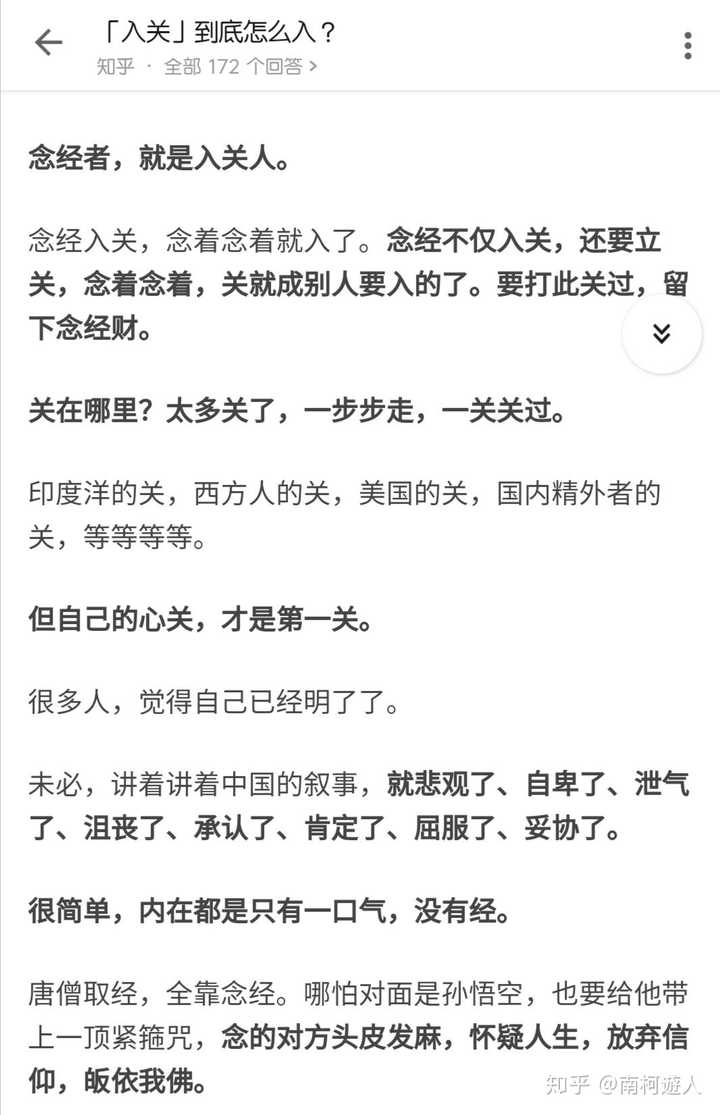 「入关」到底怎么入？
知乎 · 全部 172 个回答 >
念经者，就是入关人。
念经入关，念着念着就入了。念经不仅入关，还要立
关，念着念着，关就成别人要入的了。要打此关过，留
下念经财。
关在哪里？太多关了，一步步走，一关关过。
印度洋的关，西方人的关，美国的关，国内精外者的
关，等等等等。
但自己的心关，才是第一关。
很多人，觉得自己已经明了了。
未必，讲着讲着中国的叙事，就悲观了、自卑了、泄气
了、沮丧了、承认了、肯定了、屈服了、妥协了。
很简单，内在都是只有一口气，没有经。
唐僧取经，全靠念经。哪怕对面是孙悟空，也要给他带
上一顶紧箍咒，念的对方头皮发麻，怀疑人生，放弃信
仰，皈依我佛。
知乎 @南柯遊人